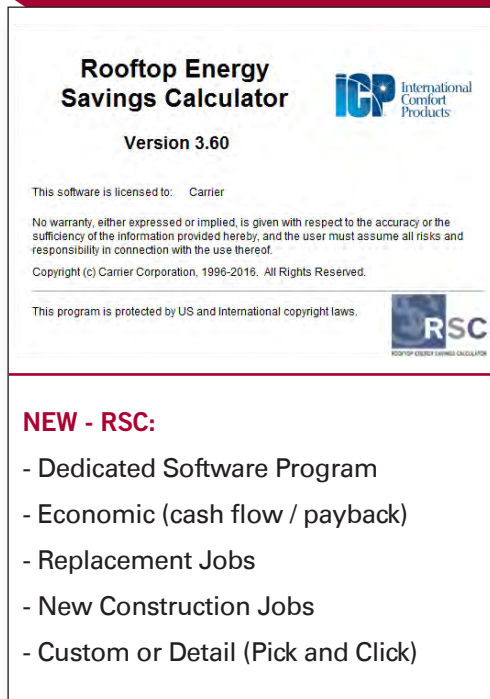 Rooftop Energy
Savings Calculator
Version 3.60
ICP
International
Comfort
Products
This software is licensed to: Carrier
No warranty, either expressed or implied, is given with respect to the accuracy or the
sufficiency of the information provided hereby, and the user must assume all risks and
responsibility in connection with the use thereof.
Copyright (c) Carrier Corporation, 1996-2016. All Rights Reserved.
This program is protected by US and International copyright laws.
RSC
ROOFTOP ENERGY SAVINGS CALCULATOR
NEW - RSC:
- Dedicated Software Program
- Economic (cash flow / payback)
- Replacement Jobs
- New Construction Jobs
- Custom or Detail (Pick and Click)